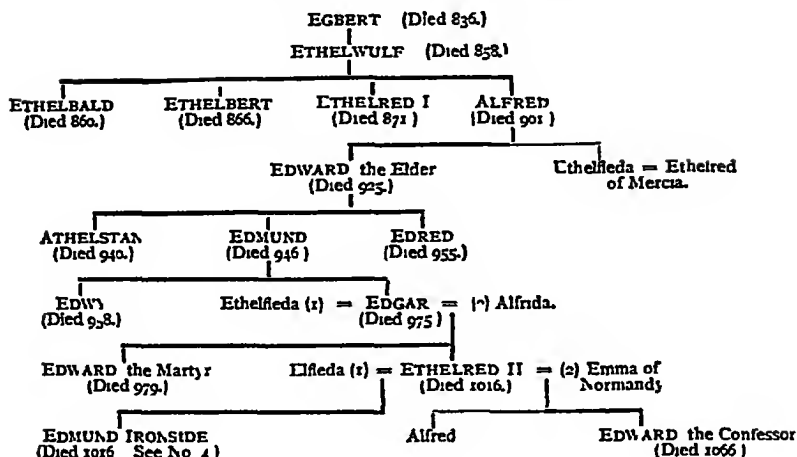 EGBERT (Died 836.)
ETHELWULF (Died 858.)
ETHELBALD ETHELBERT ETHELRED I ALFRED
(Died 860.) (Died 866.) (Died 871) (Died 901)
EDWARD the Elder Ethelfleda = Ethelred
(Died 925.) of Mercia.
ATHELSTAN EDMUND EDRED
(Died 940.) (Died 946) (Died 955.)
EDWY Ethelfleda (1) = EDGAR = (2) Alfrida.
(Died 958.) (Died 975)
EDWARD the Martyr Elfleda (1) = ETHELRED II = (2) Emma of
(Died 979.) (Died 1016.) Normandy
EDMUND IRONSIDE Alfred EDWARD the Confessor
(Died 1016 See No. 4) (Died 1066)